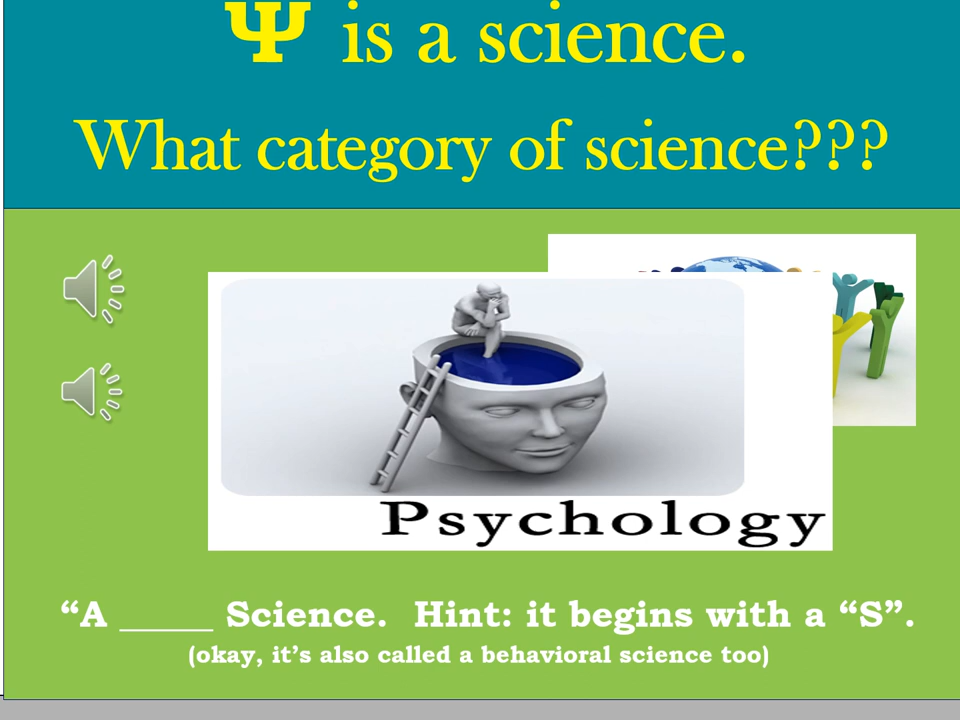 Ψ is a science.
What category of science???
Psychology
“A _____ Science.  Hint: it begins with a “S”.
(okay, it’s also called a behavioral science too)